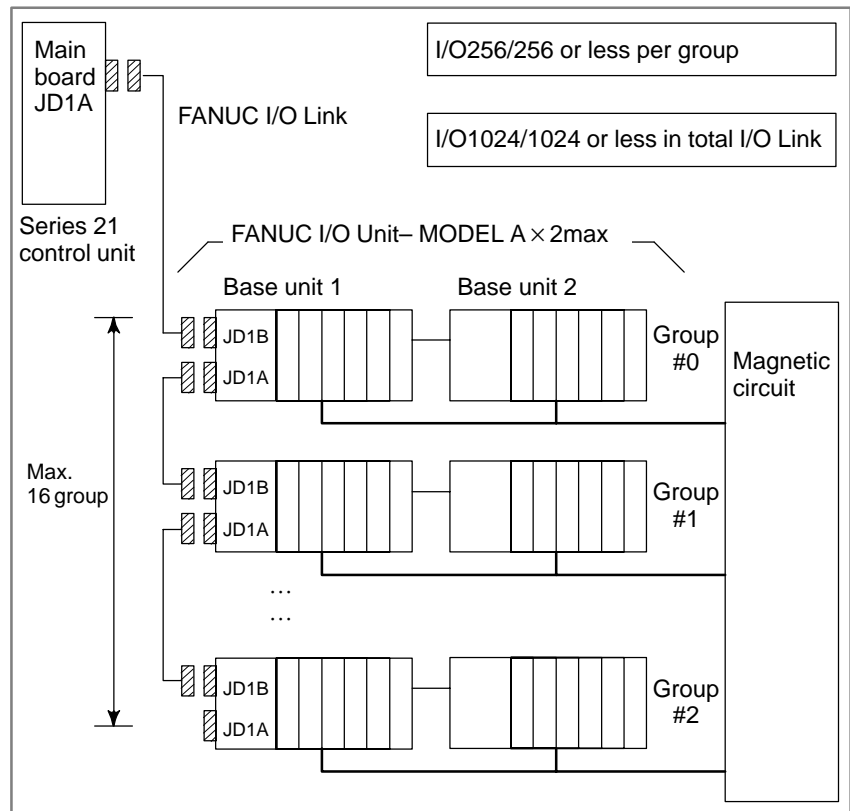 Main
board
JD1A
I/O256/256 or less per group
FANUC I/O Link
I/O1024/1024 or less in total I/O Link
Series 21
control unit
FANUC I/O Unit– MODEL A × 2max
Base unit 1
Base unit 2
JD1B
JD1A
Group
#0
Magnetic
circuit
Max.
16 group
JD1B
JD1A
Group
#1
…
…
JD1B
JD1A
Group
#2